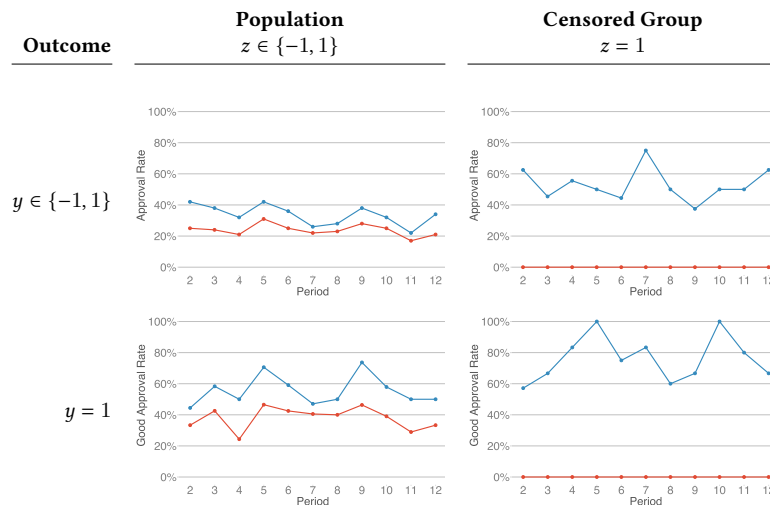 Outcome
Population
z ∈ {−1, 1}
Censored Group
z = 1
y ∈ {−1, 1}
Approval Rate
100%
80%
60%
40%
20%
0%
2 3 4 5 6 7 8 9 10 11 12
Period
Approval Rate
100%
80%
60%
40%
20%
0%
2 3 4 5 6 7 8 9 10 11 12
Period
y = 1
Good Approval Rate
100%
80%
60%
40%
20%
0%
2 3 4 5 6 7 8 9 10 11 12
Period
Good Approval Rate
100%
80%
60%
40%
20%
0%
2 3 4 5 6 7 8 9 10 11 12
Period